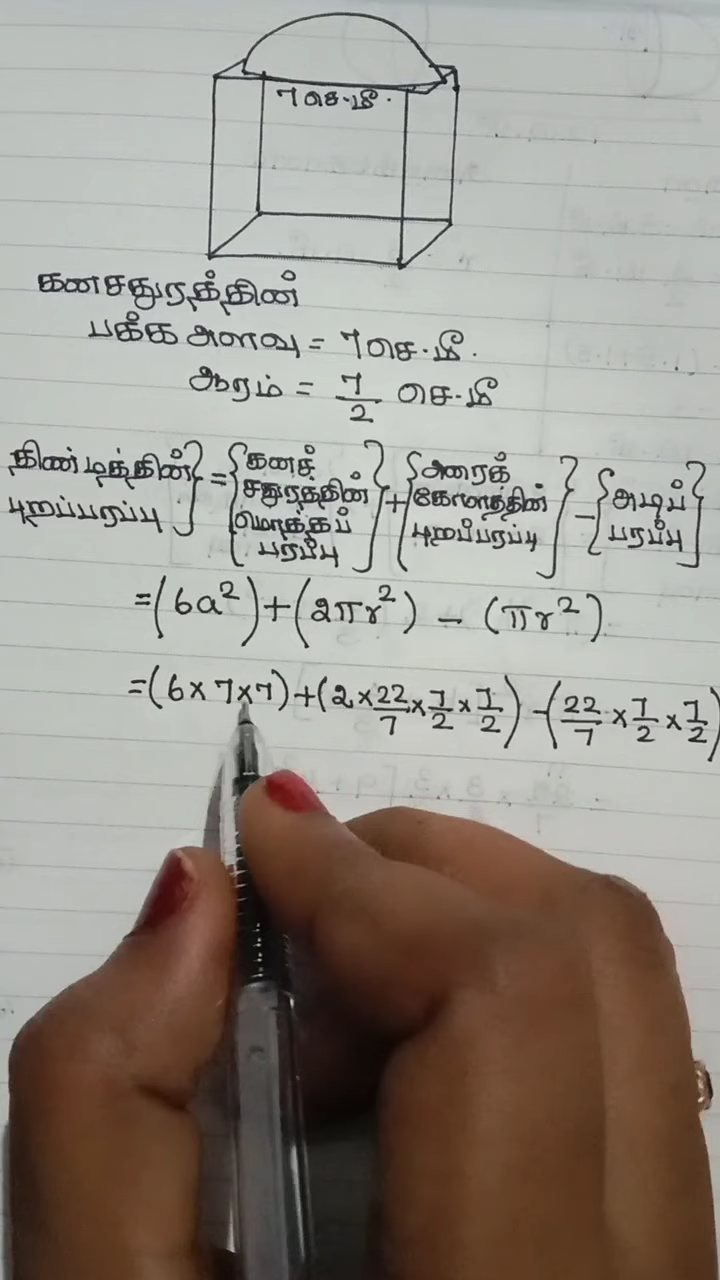 7 செ.மீ.
கனசதுரத்தின்
பக்க அளவு = 7 செ.மீ.
ஆரம் = 7/2 செ.மீ
திண்மத்தின் புறப்பரப்பு } = { கனச் சதுரத்தின் மொத்தப் பரப்பு } + { அரைக் கோளத்தின் புறப்பரப்பு } - { அடிப் பரப்பு }
= (6a²) + (2πr²) - (πr²)
= (6 × 7 × 7) + (2 × 22/7 × 7/2 × 7/2) - (22/7 × 7/2 × 7/2)